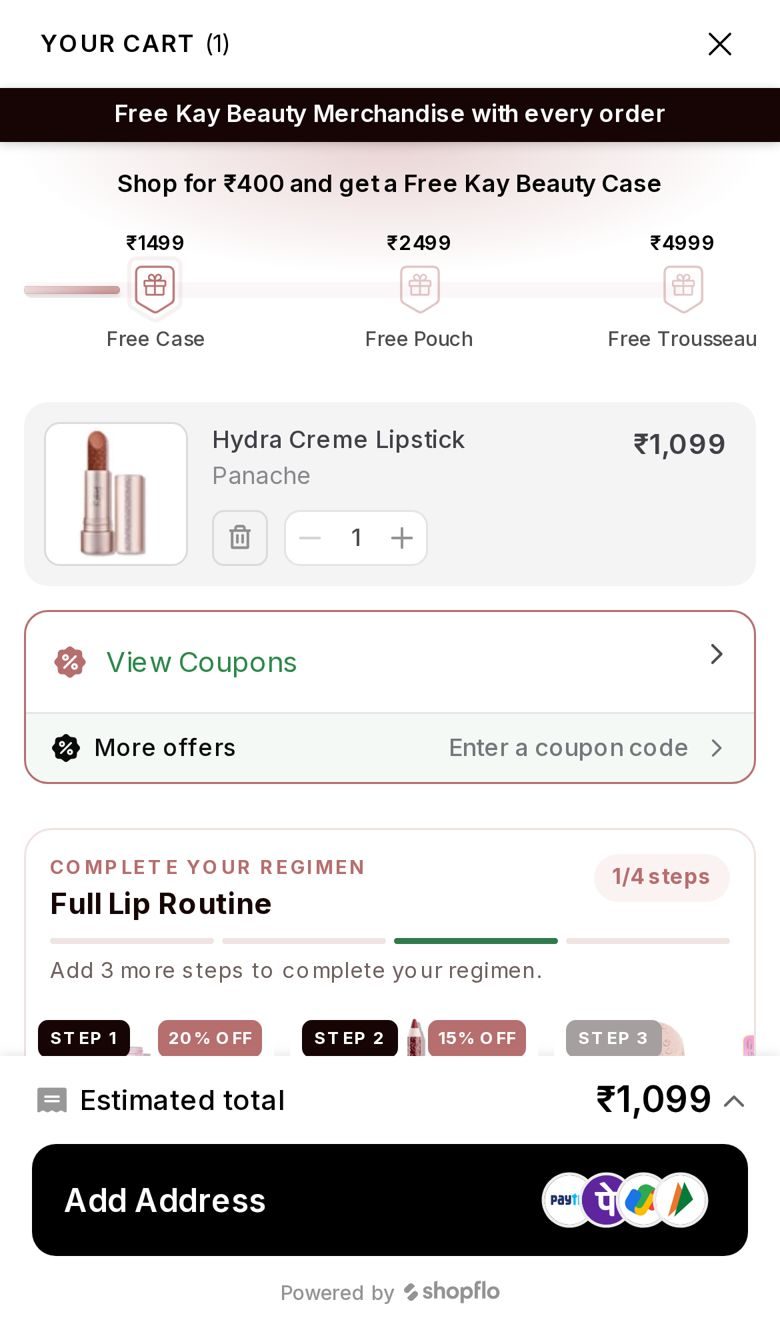 YOUR CART (1)
Free Kay Beauty Merchandise with every order
Shop for ₹400 and get a Free Kay Beauty Case
₹1499 ₹2499 ₹4999
Free Case Free Pouch Free Trousseau
Hydra Creme Lipstick ₹1,099
Panache
1
View Coupons
More offers Enter a coupon code
COMPLETE YOUR REGIMEN
1/4 steps
Full Lip Routine
Add 3 more steps to complete your regimen.
STEP 1 20% OFF STEP 2 15% OFF STEP 3
Estimated total ₹1,099
Add Address Payt पे
Powered by shopflo